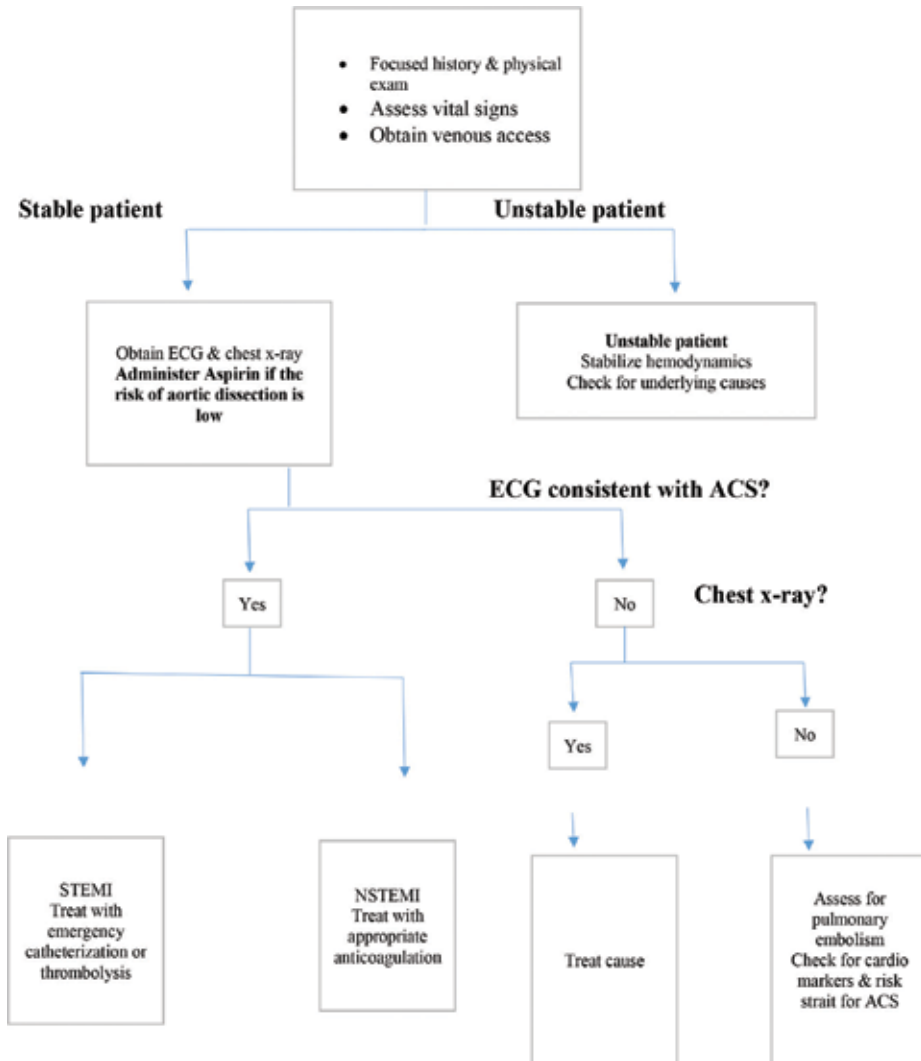 • Focused history & physical
exam
• Assess vital signs
• Obtain venous access
Stable patient
Unstable patient
Obtain ECG & chest x-ray
Administer Aspirin if the
risk of aortic dissection is
low
Unstable patient
Stabilize hemodynamics
Check for underlying causes
ECG consistent with ACS?
Yes
No
Chest x-ray?
Yes
No
STEMI
Treat with
emergency
catheterization or
thrombolysis
NSTEMI
Treat with
appropriate
anticoagulation
Treat cause
Assess for
pulmonary
embolism
Check for cardio
markers & risk
strait for ACS